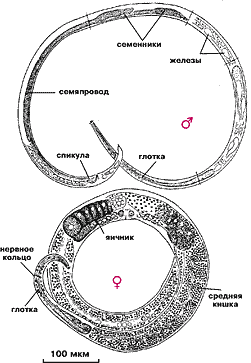 семенники
железы
семяпровод
♂
спикула
глотка
яичник
нервное
кольцо
♀
глотка
средняя
кишка
100 мкм